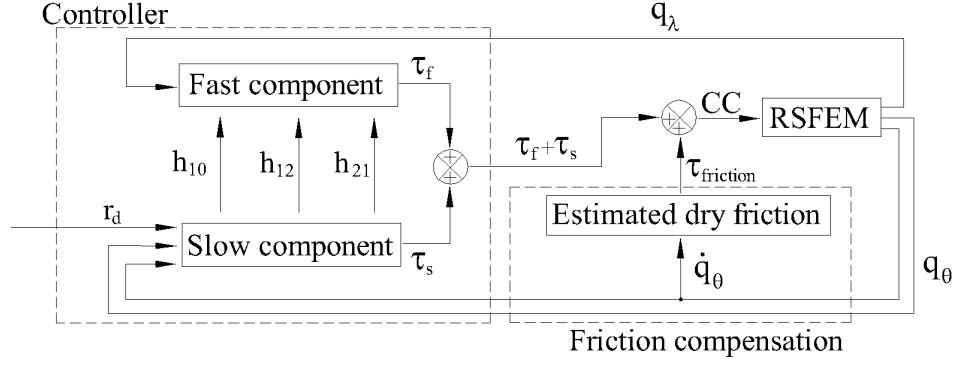 Controller
q_λ
Fast component
τ_f
CC
RSFEM
h_10 h_12 h_21
+
+
τ_f+τ_s
+
+
τ_friction
r_d
Slow component
τ_s
Estimated dry friction
q̇_θ
q_θ
Friction compensation